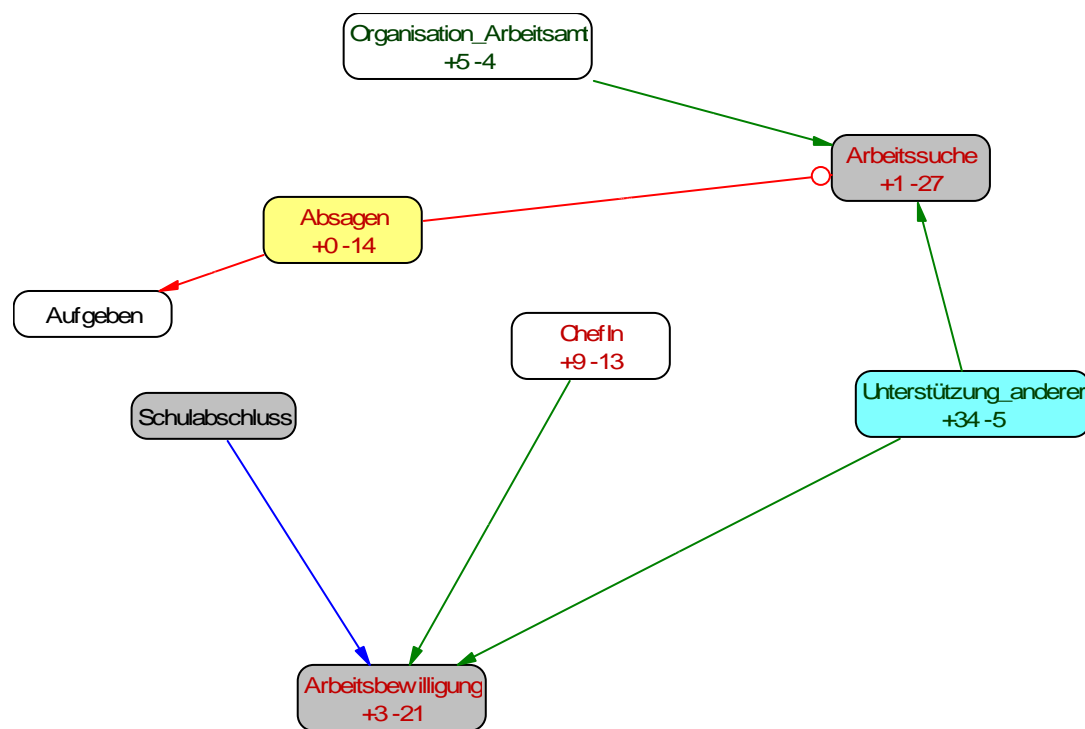 Organisation_Arbeitsamt
+5 -4
Arbeitssuche
+1 -27
Absagen
+0 -14
Aufgeben
ChefIn
+9 -13
Unterstützung_anderer
+34 -5
Schulabschluss
Arbeitsbewilligung
+3 -21